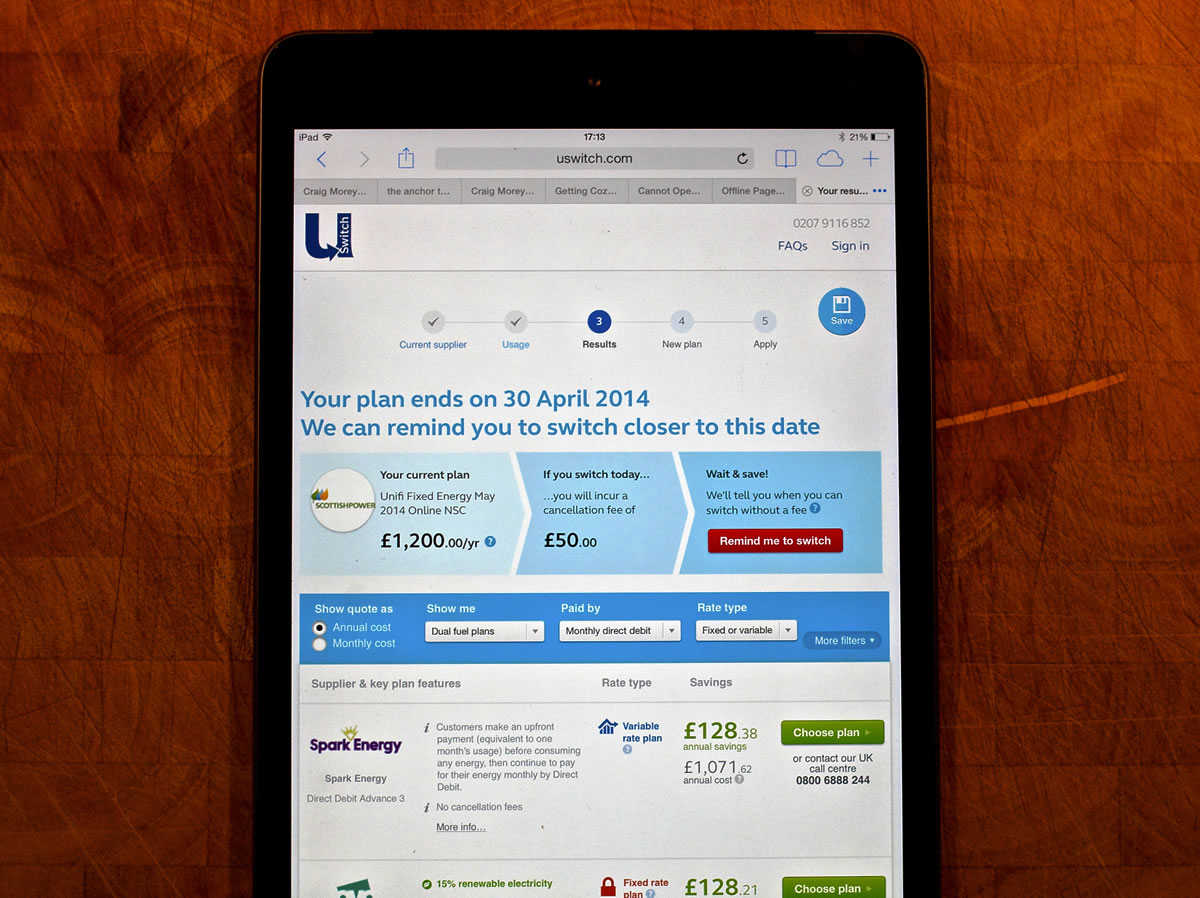 iPad 17:13 21%
uswitch.com
Craig Morey... the anchor t... Craig Morey... Getting Coz... Cannot Ope... Offline Page... Your resu...
U Switch
0207 9116 852
FAQs Sign in
3 4 5
Current supplier Usage Results New plan Apply
Save
Your plan ends on 30 April 2014
We can remind you to switch closer to this date
SCOTTISHPOWER
Your current plan
Unifi Fixed Energy May
2014 Online NSC
£1,200.00/yr ?
If you switch today...
...you will incur a
cancellation fee of
£50.00
Wait & save!
We'll tell you when you can
switch without a fee ?
Remind me to switch
Show quote as
Annual cost
Monthly cost
Show me
Dual fuel plans
Paid by
Monthly direct debit
Rate type
Fixed or variable
More filters
Supplier & key plan features Rate type Savings
Spark Energy
Spark Energy
Direct Debit Advance 3
i Customers make an upfront
payment (equivalent to one
month's usage) before consuming
any energy, then continue to pay
for their energy monthly by Direct
Debit.
i No cancellation fees
More info...
Variable
rate plan
?
£128.38
annual savings
£1,071.62
annual cost ?
Choose plan
or contact our UK
call centre
0800 6888 244
15% renewable electricity
Fixed rate
plan ?
£128.21
Choose plan